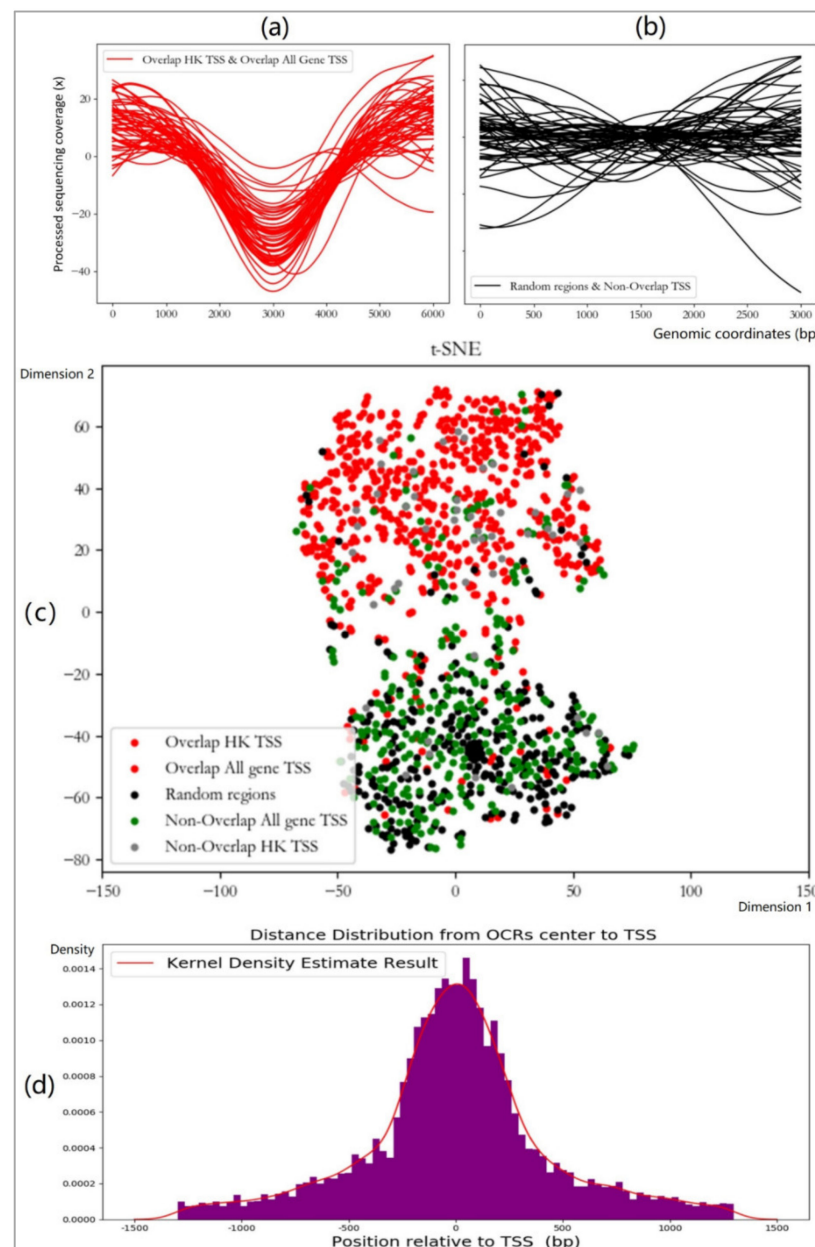 (a)
(b)
Overlap HK TSS & Overlap All Gene TSS
Processed sequencing coverage (x)
20
0
−20
−40
0
1000
2000
3000
4000
5000
6000
Random regions & Non-Overlap TSS
0
500
1000
1500
2000
2500
3000
Genomic coordinates (bp
t-SNE
Dimension 2
60
40
20
(c)
0
−20
−40
−60
−80
Overlap HK TSS
Overlap All gene TSS
Random regions
Non-Overlap All gene TSS
Non-Overlap HK TSS
−150
−100
−50
0
50
100
150
Dimension 1
Distance Distribution from OCRs center to TSS
Density
Kernel Density Estimate Result
0.0014
0.0012
0.0010
0.0008
(d)
0.0006
0.0004
0.0002
0.0000
-1500
-1000
-500
0
500
1000
1500
Position relative to TSS (bp)